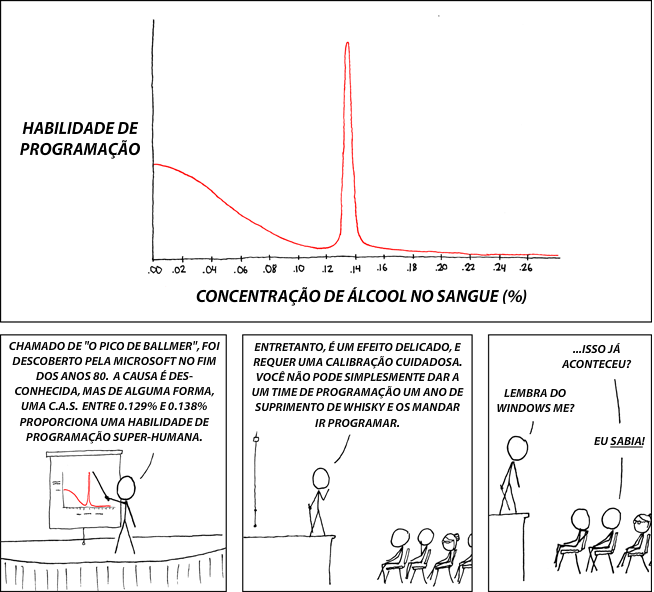 HABILIDADE DE
PROGRAMAÇÃO
.00 .02 .04 .06 .08 .10 .12 .14 .16 .18 .20 .22 .24 .26
CONCENTRAÇÃO DE ÁLCOOL NO SANGUE (%)
CHAMADO DE "O PICO DE BALLMER", FOI
DESCOBERTO PELA MICROSOFT NO FIM
DOS ANOS 80. A CAUSA É DES-
CONHECIDA, MAS DE ALGUMA FORMA,
UMA C.A.S. ENTRE 0.129% E 0.138%
PROPORCIONA UMA HABILIDADE DE
PROGRAMAÇÃO SUPER-HUMANA.
ENTRETANTO, É UM EFEITO DELICADO, E
REQUER UMA CALIBRAÇÃO CUIDADOSA.
VOCÊ NÃO PODE SIMPLESMENTE DAR A
UM TIME DE PROGRAMAÇÃO UM ANO DE
SUPRIMENTO DE WHISKY E OS MANDAR
IR PROGRAMAR.
...ISSO JÁ
ACONTECEU?
LEMBRA DO
WINDOWS ME?
EU SABIA!